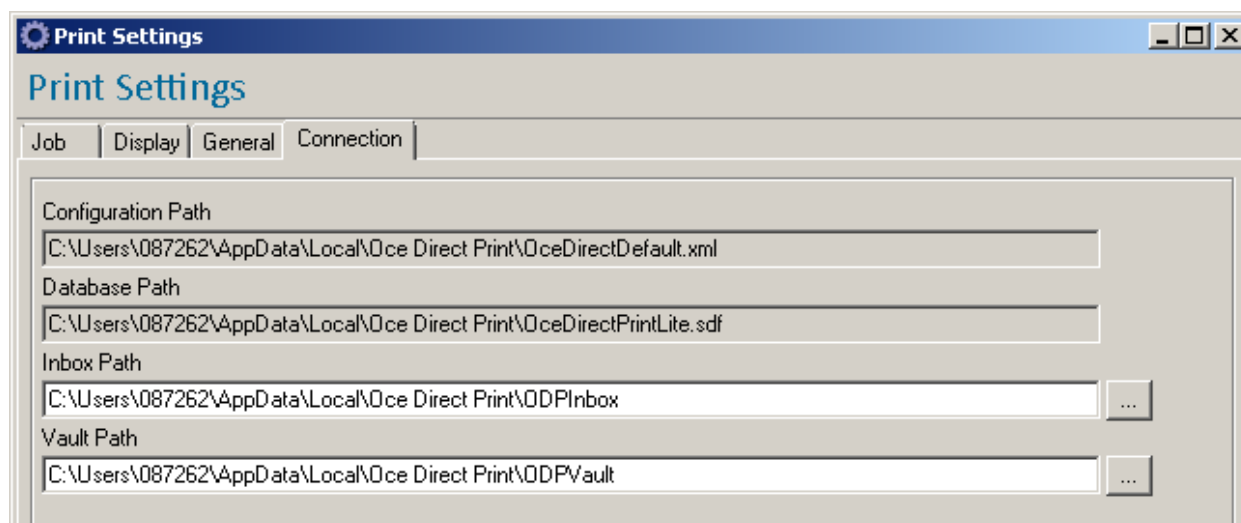 Print Settings
Print Settings
Job Display General Connection
Configuration Path
C:\Users\087262\AppData\Local\Oce Direct Print\OceDirectDefault.xml
Database Path
C:\Users\087262\AppData\Local\Oce Direct Print\OceDirectPrintLite.sdf
Inbox Path
C:\Users\087262\AppData\Local\Oce Direct Print\ODPInbox
...
Vault Path
C:\Users\087262\AppData\Local\Oce Direct Print\ODPVault
...